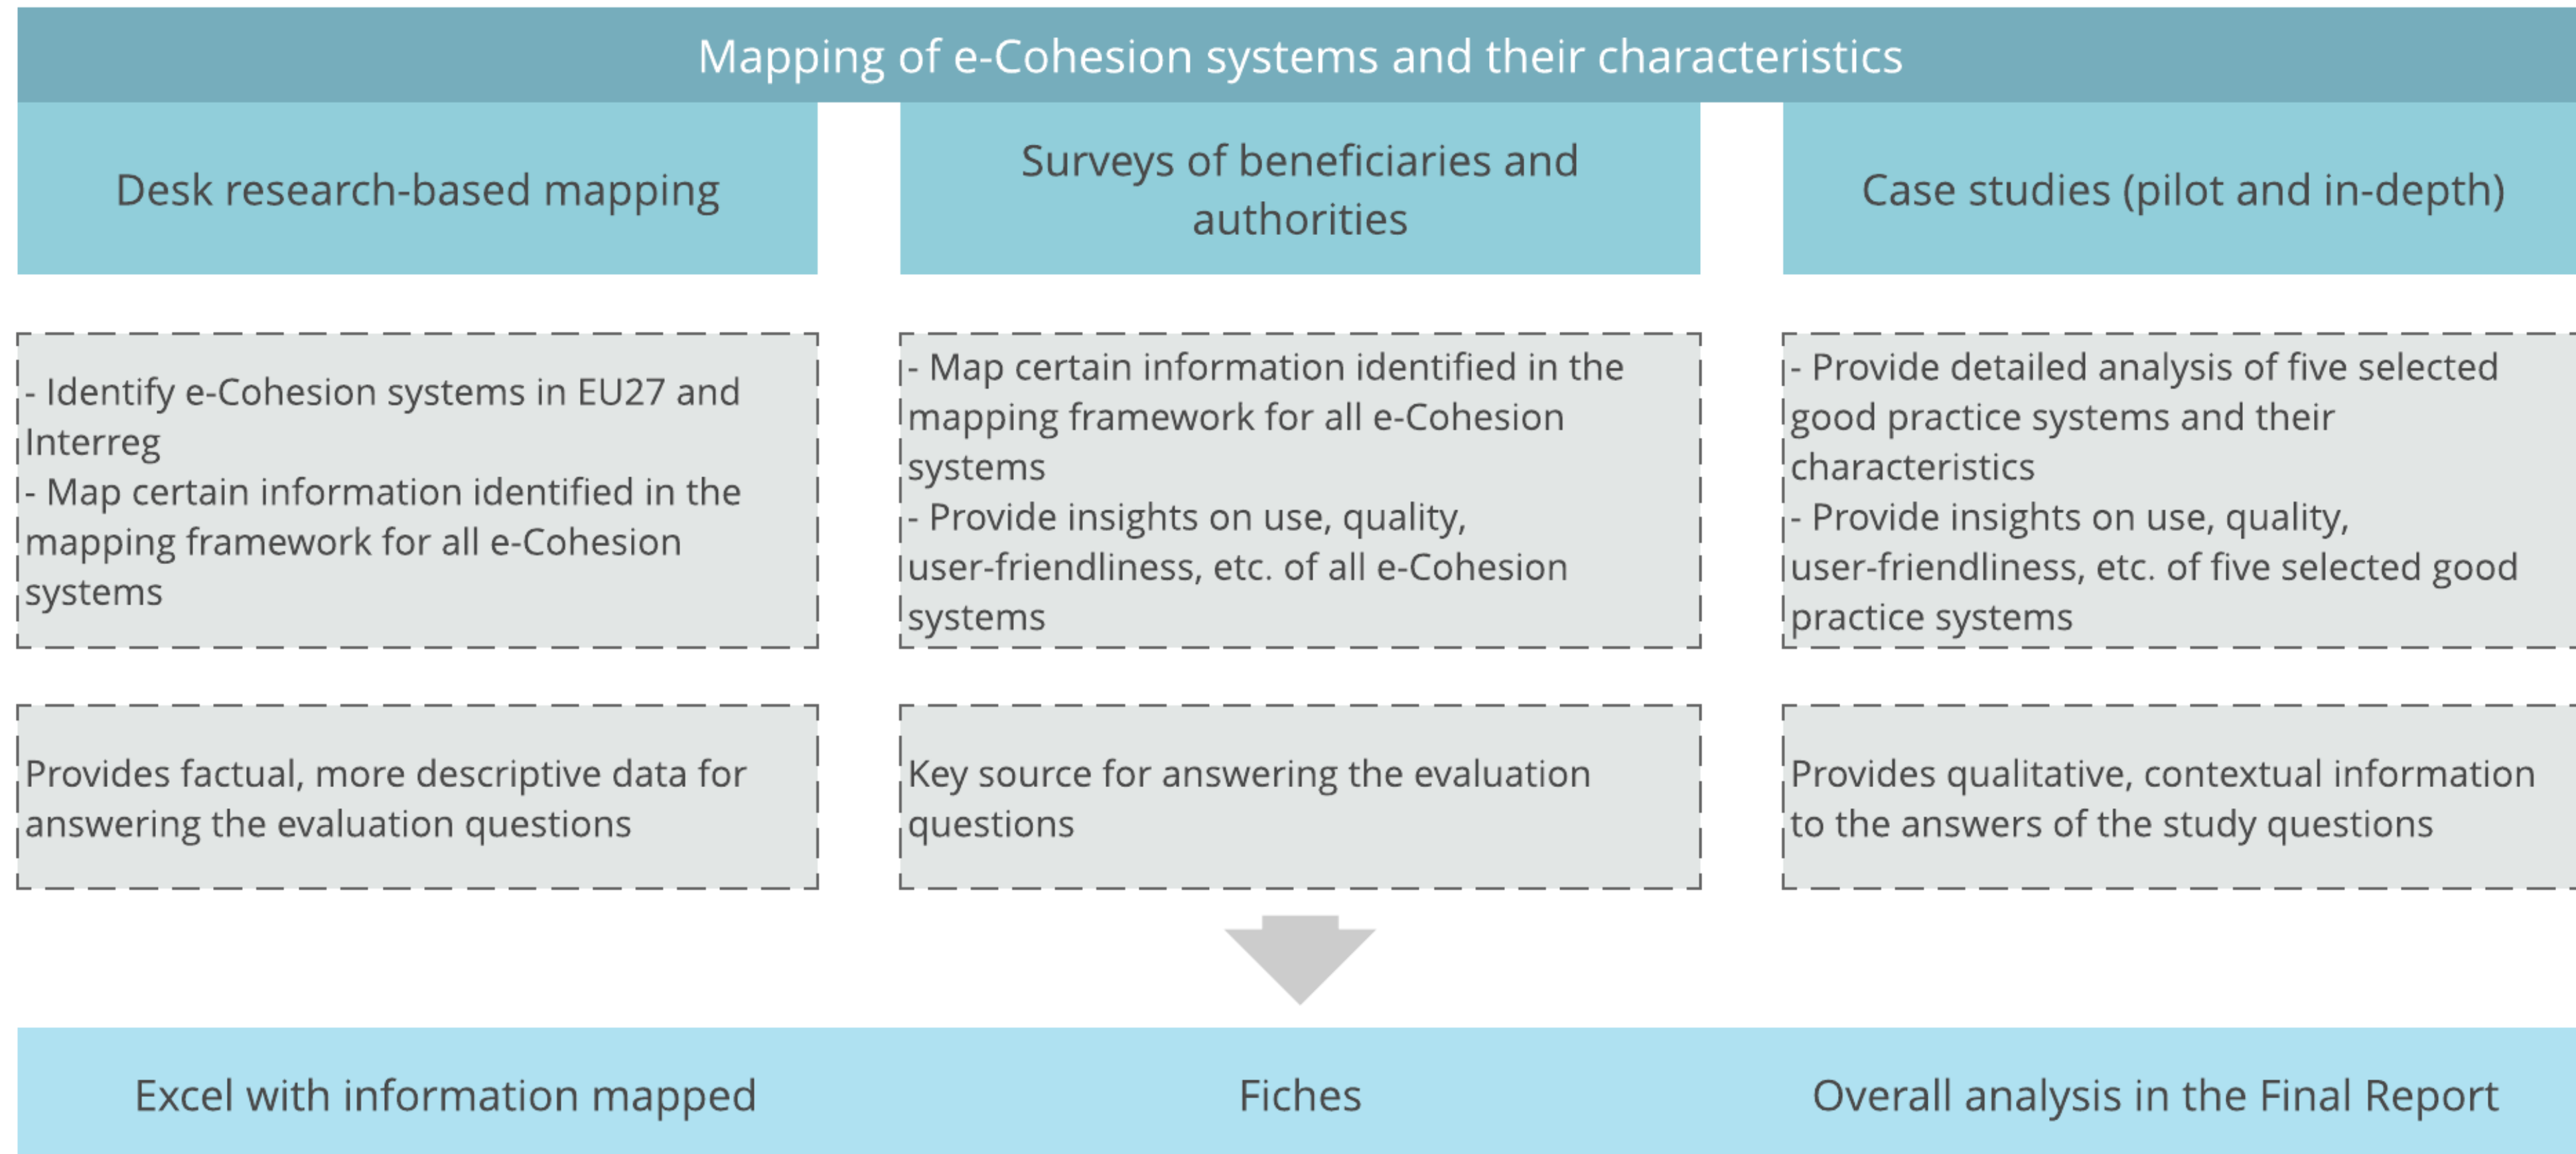 Mapping of e-Cohesion systems and their characteristics
Desk research-based mapping
Surveys of beneficiaries and
authorities
Case studies (pilot and in-depth)
- Identify e-Cohesion systems in EU27 and
Interreg
- Map certain information identified in the
mapping framework for all e-Cohesion
systems
- Map certain information identified in the
mapping framework for all e-Cohesion
systems
- Provide insights on use, quality,
user-friendliness, etc. of all e-Cohesion
systems
- Provide detailed analysis of five selected
good practice systems and their
characteristics
- Provide insights on use, quality,
user-friendliness, etc. of five selected good
practice systems
Provides factual, more descriptive data for
answering the evaluation questions
Key source for answering the evaluation
questions
Provides qualitative, contextual information
to the answers of the study questions
Excel with information mapped
Fiches
Overall analysis in the Final Report